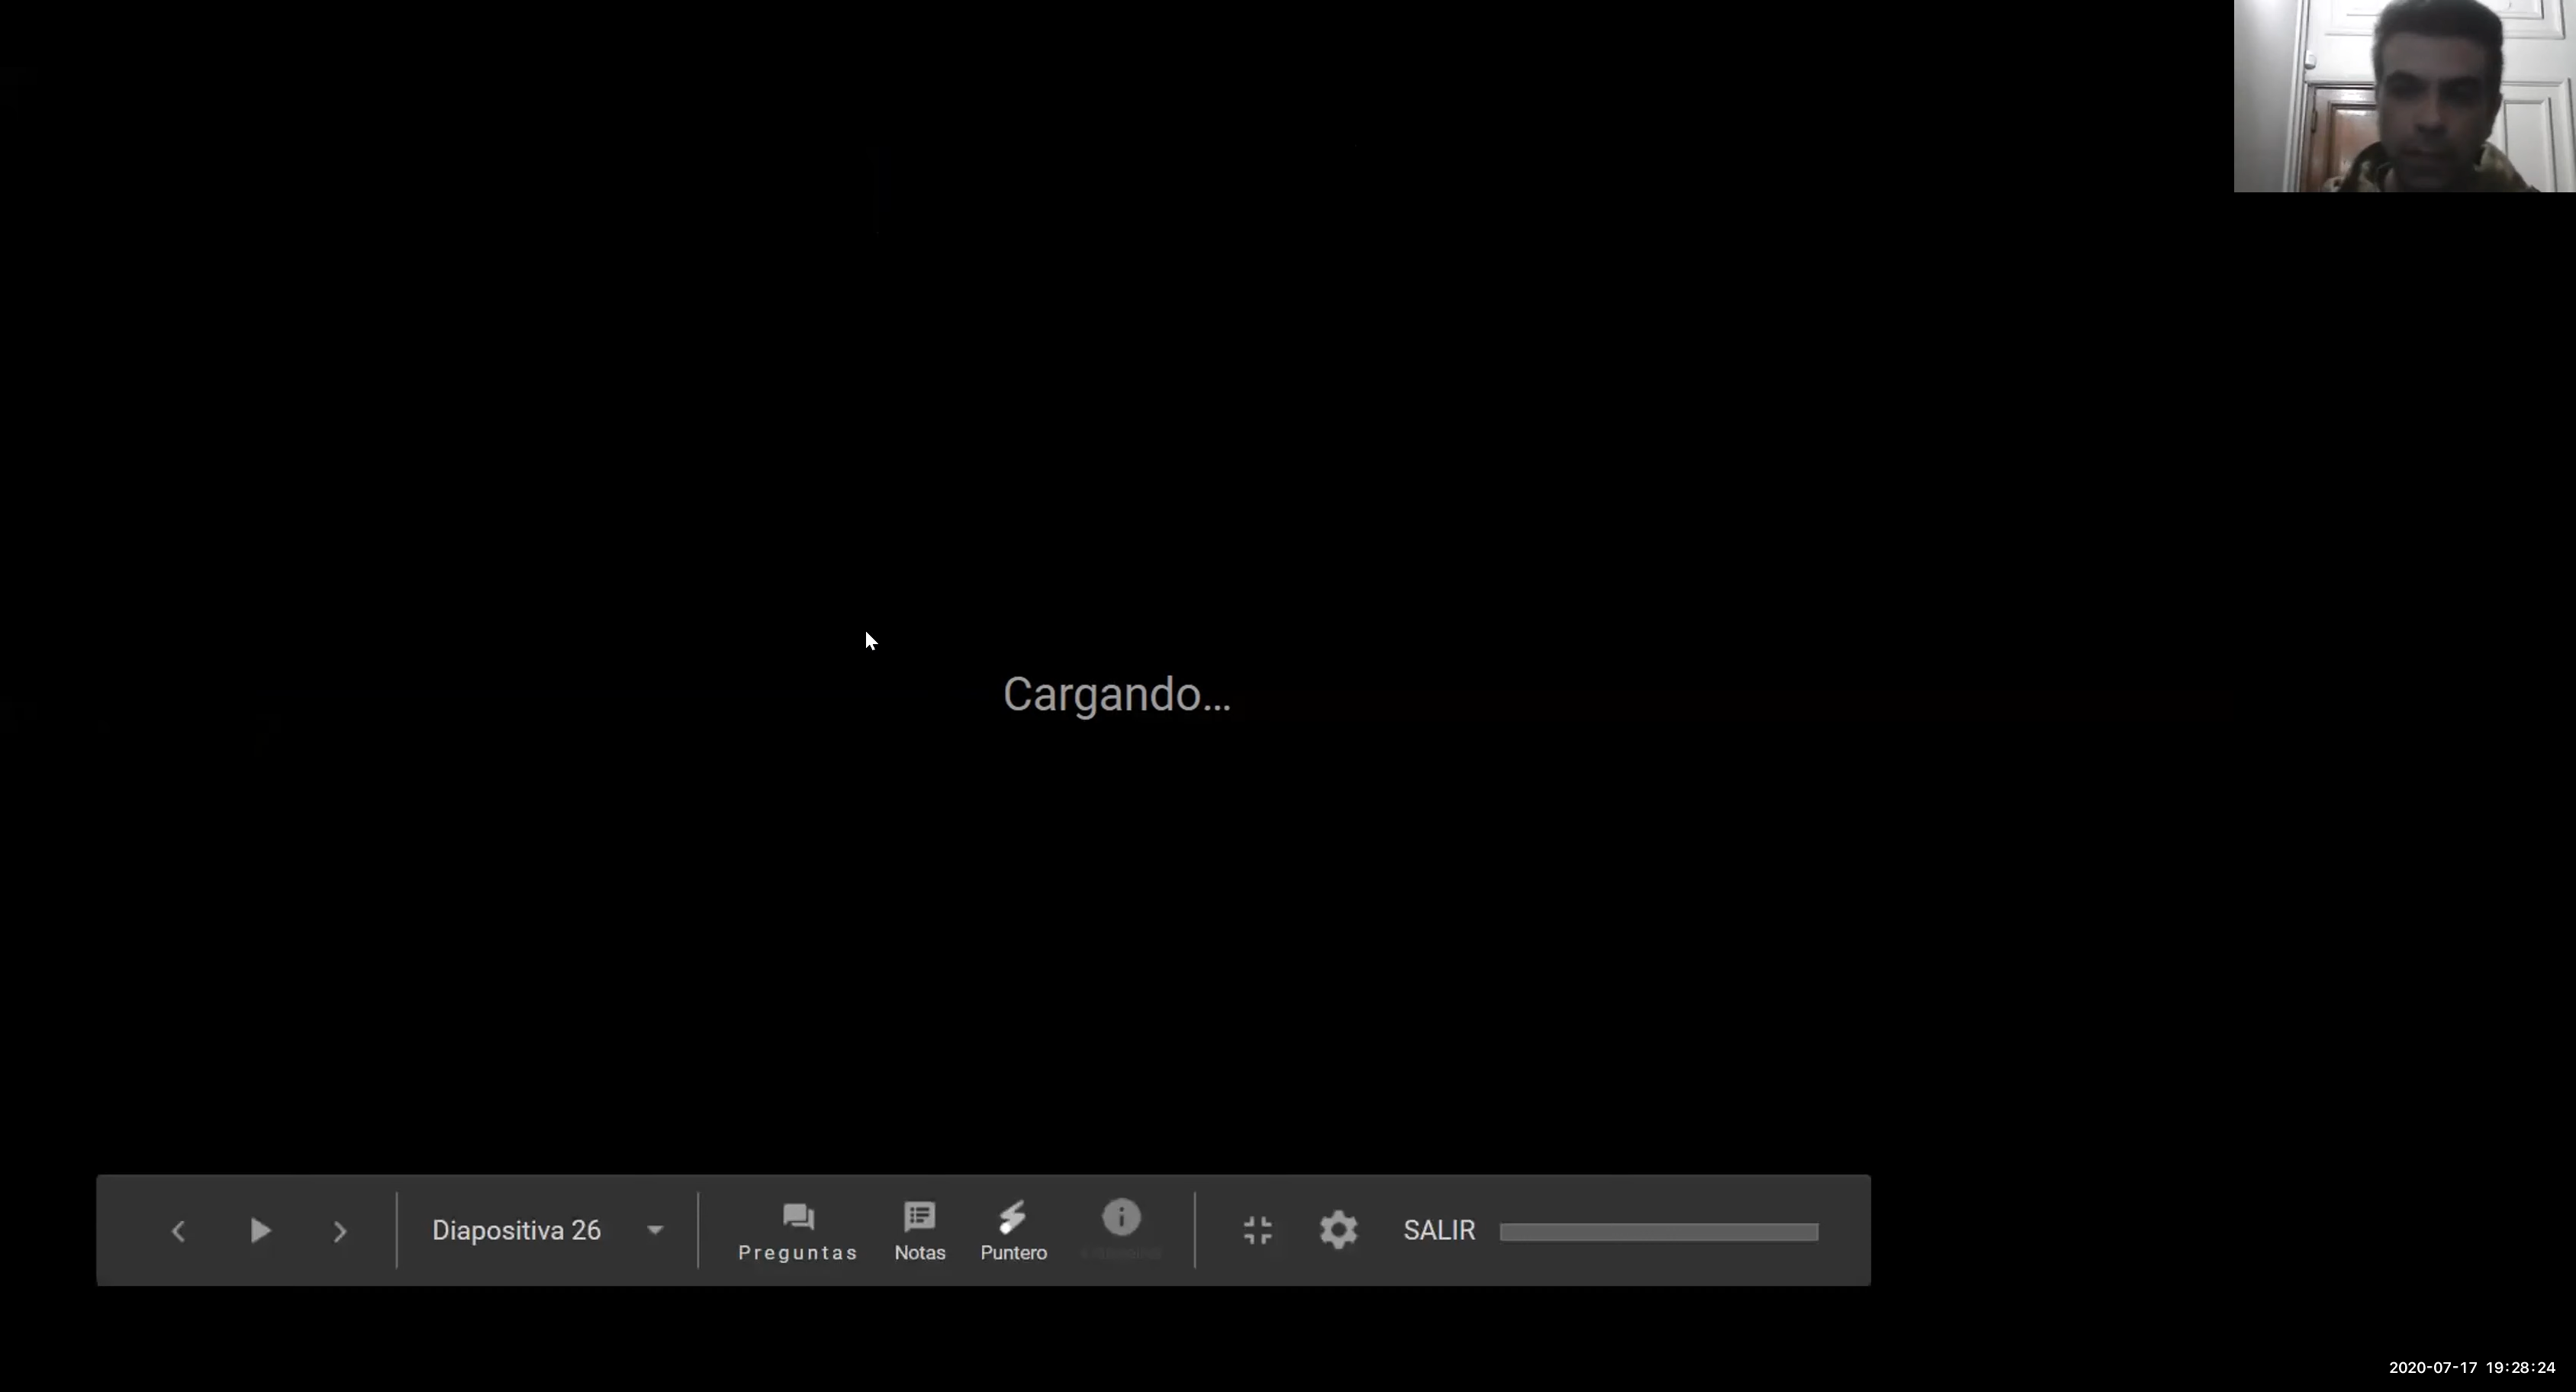 Cargando...
Diapositiva 26
Preguntas
Notas
Puntero
SALIR
2020-07-17 19:28:24